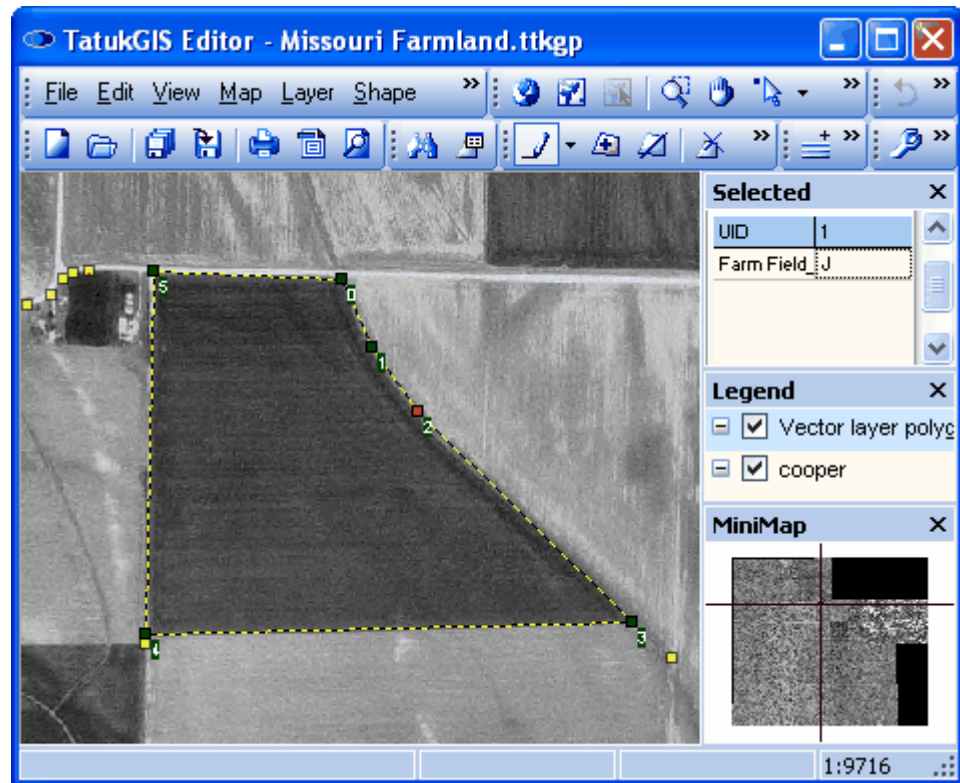 TatukGIS Editor - Missouri Farmland.ttkgp
File Edit View Map Layer Shape
Selected
UID 1
Farm Field_ J
Legend
Vector layer polyg
cooper
MiniMap
5
0
1
2
3
4
1:9716